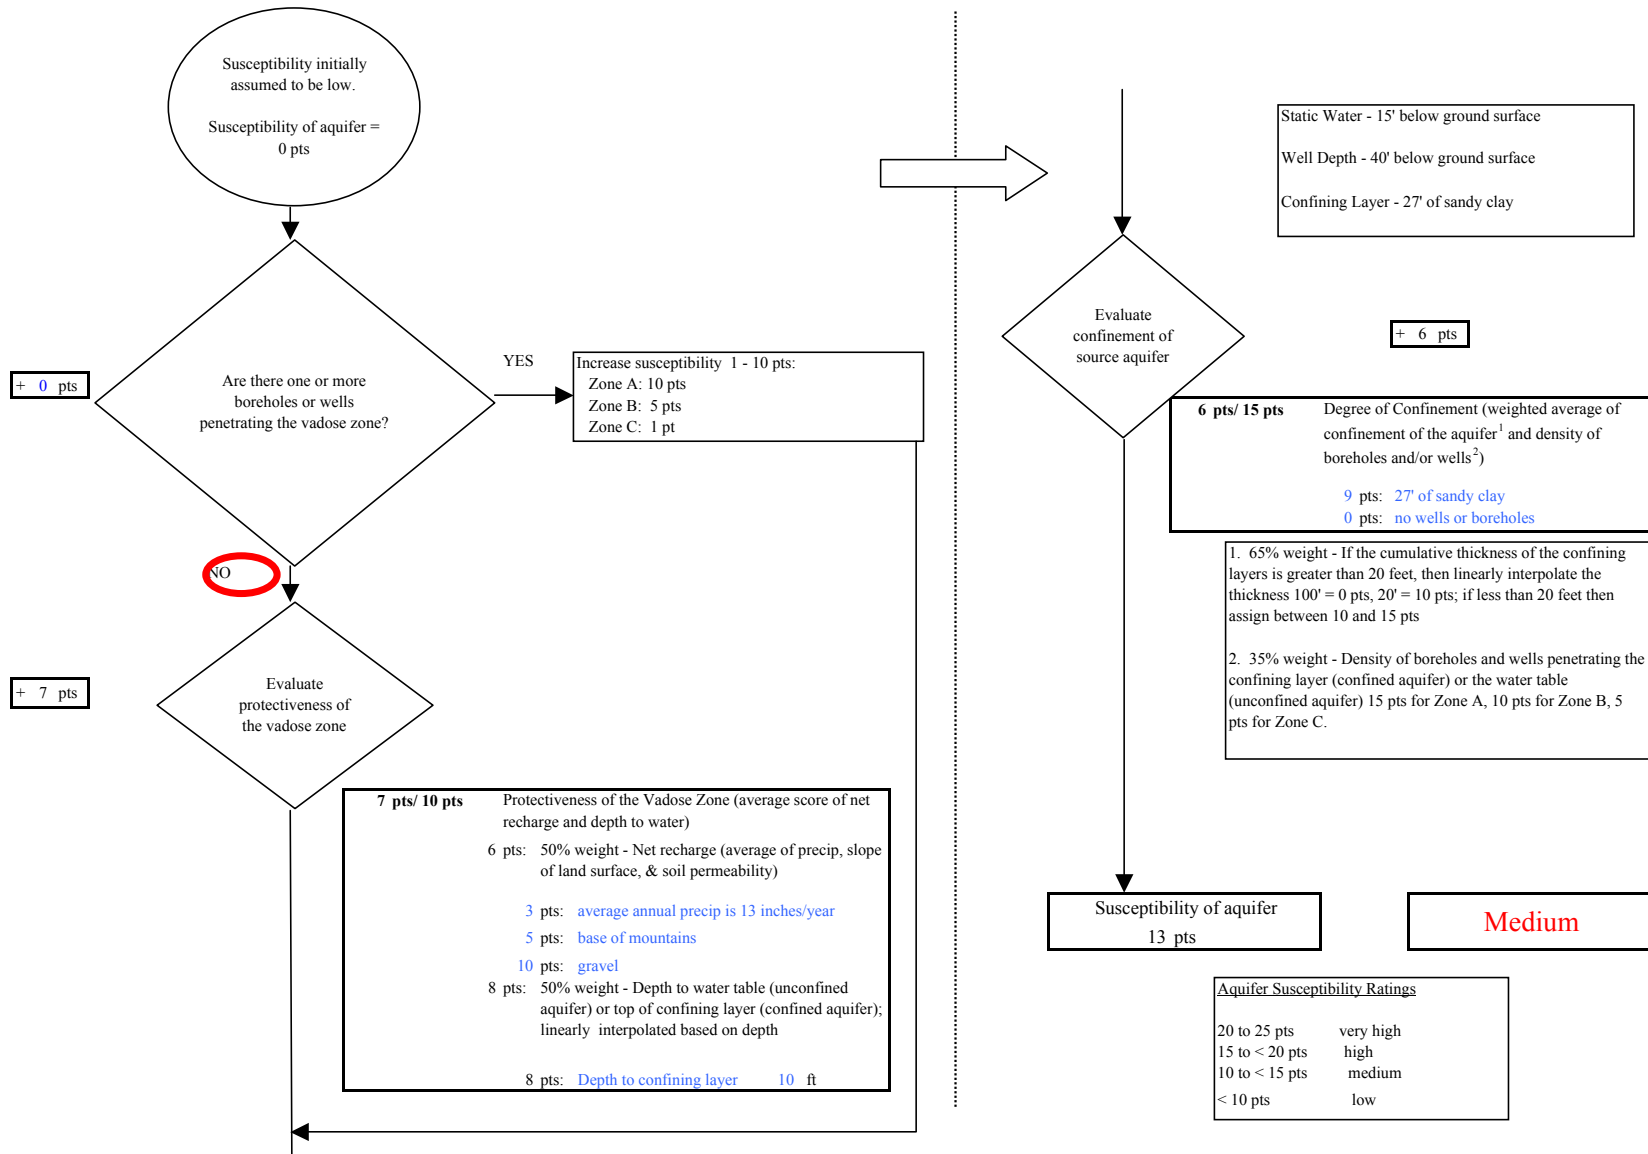 Susceptibility initially
assumed to be low.
Susceptibility of aquifer =
0 pts
+ 0 pts
Are there one or more
boreholes or wells
penetrating the vadose zone?
YES
Increase susceptibility 1 - 10 pts:
Zone A: 10 pts
Zone B: 5 pts
Zone C: 1 pt
NO
+ 7 pts
Evaluate
protectiveness of
the vadose zone
7 pts/ 10 pts Protectiveness of the Vadose Zone (average score of net
recharge and depth to water)
6 pts: 50% weight - Net recharge (average of precip, slope
of land surface, & soil permeability)
3 pts: average annual precip is 13 inches/year
5 pts: base of mountains
10 pts: gravel
8 pts: 50% weight - Depth to water table (unconfined
aquifer) or top of confining layer (confined aquifer);
linearly interpolated based on depth
8 pts: Depth to confining layer 10 ft
Static Water - 15' below ground surface
Well Depth - 40' below ground surface
Confining Layer - 27' of sandy clay
Evaluate
confinement of
source aquifer
+ 6 pts
6 pts/ 15 pts Degree of Confinement (weighted average of
confinement of the aquifer1 and density of
boreholes and/or wells2)
9 pts: 27' of sandy clay
0 pts: no wells or boreholes
1. 65% weight - If the cumulative thickness of the confining
layers is greater than 20 feet, then linearly interpolate the
thickness 100' = 0 pts, 20' = 10 pts; if less than 20 feet then
assign between 10 and 15 pts
2. 35% weight - Density of boreholes and wells penetrating the
confining layer (confined aquifer) or the water table
(unconfined aquifer) 15 pts for Zone A, 10 pts for Zone B, 5
pts for Zone C.
Susceptibility of aquifer
13 pts
Medium
Aquifer Susceptibility Ratings
20 to 25 pts very high
15 to < 20 pts high
10 to < 15 pts medium
< 10 pts low